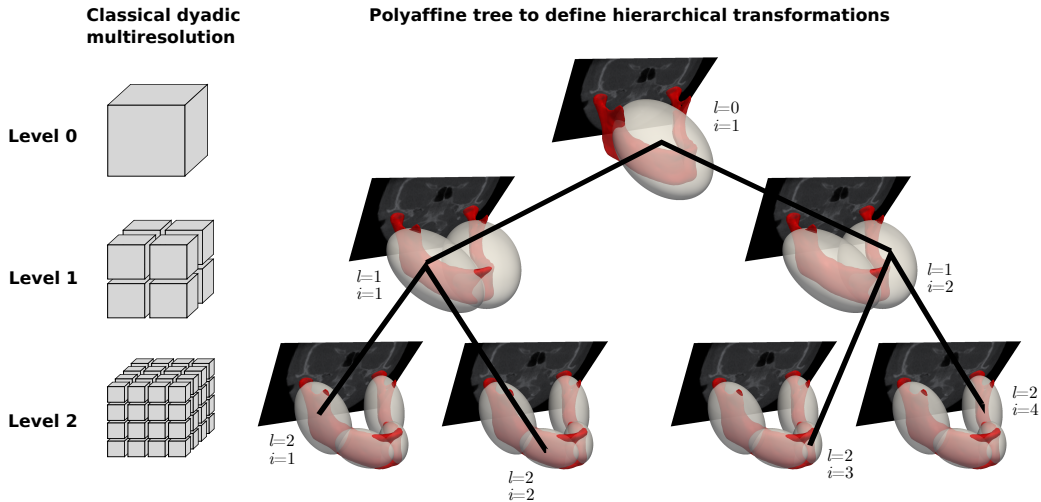 Classical dyadic
multiresolution
Polyaffine tree to define hierarchical transformations
Level 0
l=0
i=1
Level 1
l=1
i=1
l=1
i=2
Level 2
l=2
i=1
l=2
i=2
l=2
i=3
l=2
i=4